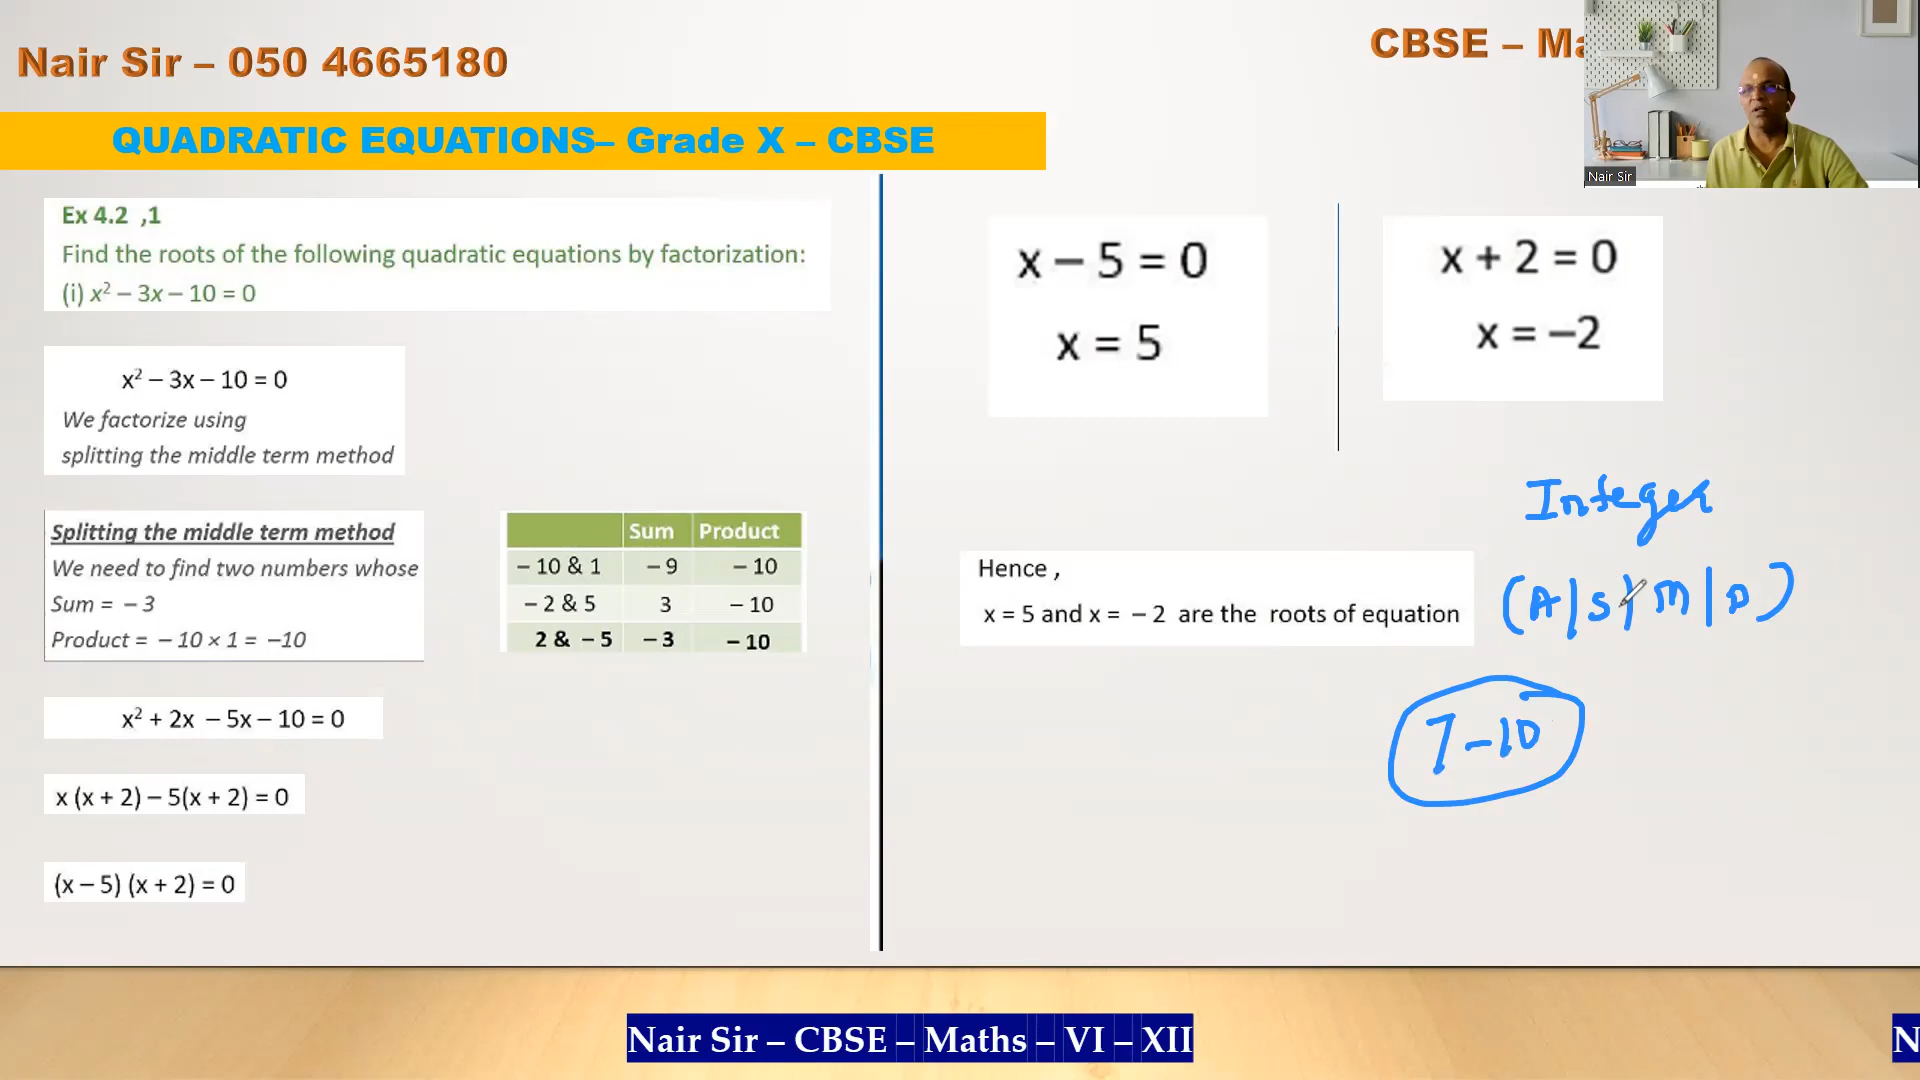 Nair Sir – 050 4665180
CBSE – Ma
Nair Sir
QUADRATIC EQUATIONS– Grade X – CBSE
Ex 4.2 ,1
Find the roots of the following quadratic equations by factorization:
(i) x² – 3x – 10 = 0
x² – 3x – 10 = 0
We factorize using
splitting the middle term method
Splitting the middle term method
We need to find two numbers whose
Sum = – 3
Product = – 10 × 1 = –10
Sum Product
– 10 & 1 – 9 – 10
– 2 & 5 3 – 10
2 & – 5 – 3 – 10
x² + 2x – 5x – 10 = 0
x (x + 2) – 5(x + 2) = 0
(x – 5) (x + 2) = 0
x – 5 = 0
x = 5
x + 2 = 0
x = –2
Hence ,
x = 5 and x = – 2 are the roots of equation
Integer
(A|S|M|D)
7-10
Nair Sir – CBSE – Maths – VI – XII
N